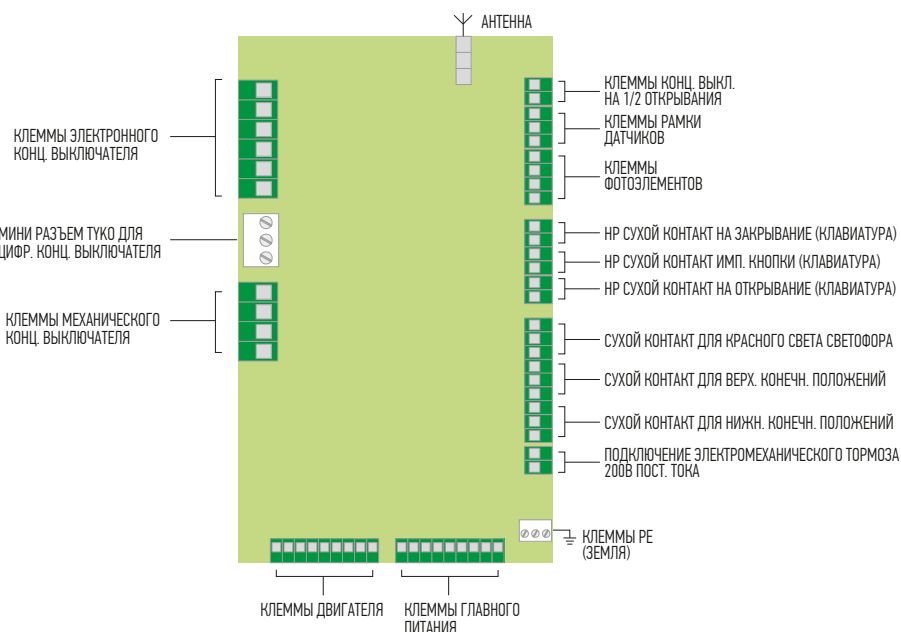 АНТЕННА
КЛЕММЫ КОНЦ. ВЫКЛ.
НА 1/2 ОТКРЫВАНИЯ
КЛЕММЫ РАМКИ
ДАТЧИКОВ
КЛЕММЫ
ФОТОЭЛЕМЕНТОВ
КЛЕММЫ ЭЛЕКТРОННОГО
КОНЦ. ВЫКЛЮЧАТЕЛЯ
МИНИ РАЗЪЕМ TYKO ДЛЯ
ЦИФР. КОНЦ. ВЫКЛЮЧАТЕЛЯ
КЛЕММЫ МЕХАНИЧЕСКОГО
КОНЦ. ВЫКЛЮЧАТЕЛЯ
НР СУХОЙ КОНТАКТ НА ЗАКРЫВАНИЕ (КЛАВИАТУРА)
НР СУХОЙ КОНТАКТ ИМП. КНОПКИ (КЛАВИАТУРА)
НР СУХОЙ КОНТАКТ НА ОТКРЫВАНИЕ (КЛАВИАТУРА)
СУХОЙ КОНТАКТ ДЛЯ КРАСНОГО СВЕТА СВЕТОФОРА
СУХОЙ КОНТАКТ ДЛЯ ВЕРХ. КОНЕЧН. ПОЛОЖЕНИЙ
СУХОЙ КОНТАКТ ДЛЯ НИЖН. КОНЕЧН. ПОЛОЖЕНИЙ
ПОДКЛЮЧЕНИЕ ЭЛЕКТРОМЕХАНИЧЕСКОГО ТОРМОЗА
200В ПОСТ. ТОКА
КЛЕММЫ PE
(ЗЕМЛЯ)
КЛЕММЫ ДВИГАТЕЛЯ
КЛЕММЫ ГЛАВНОГО
ПИТАНИЯ